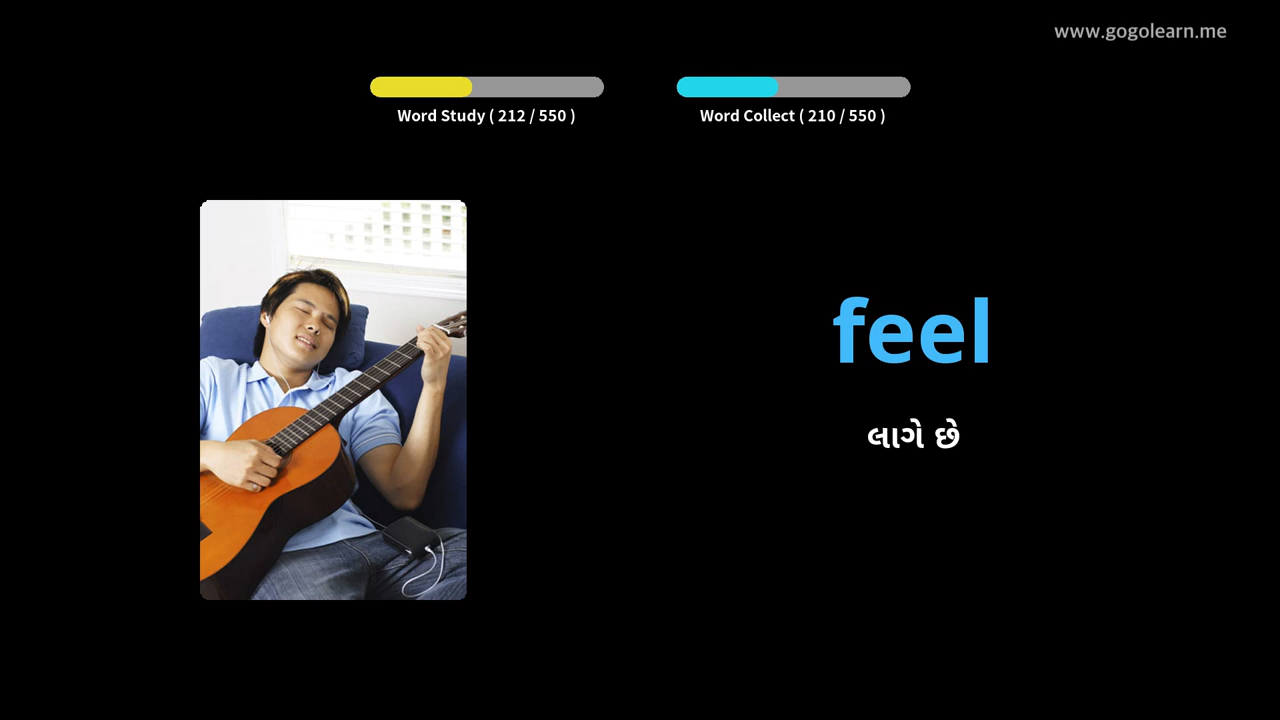 www.gogolearn.me
Word Study ( 212 / 550 )
Word Collect ( 210 / 550 )
feel
લાગે છે